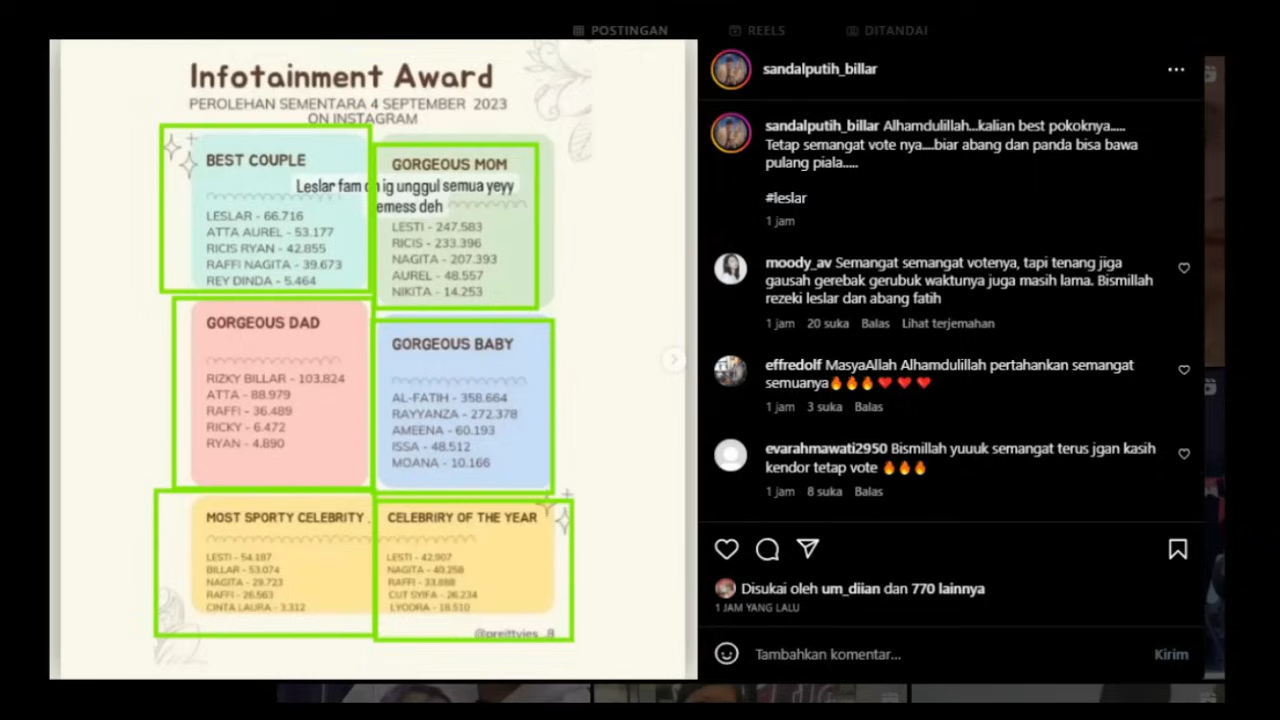 POSTINGAN
REELS
DITANDAI
Infotainment Award
PEROLEHAN SEMENTARA 4 SEPTEMBER 2023
ON INSTAGRAM
BEST COUPLE
LESLAR - 66.716
ATTA AUREL - 53.177
RICIS RYAN - 42.855
RAFFI NAGITA - 39.673
REY DINDA - 5.464
GORGEOUS MOM
Leslar fam ig unggul semua yeyy
emess deh
LESTI - 247.583
RICIS - 233.396
NAGITA - 207.393
AUREL - 48.557
NIKITA - 14.253
GORGEOUS DAD
RIZKY BILLAR - 103.824
ATTA - 88.979
RAFFI - 36.489
RICKY - 6.472
RYAN - 4.890
GORGEOUS BABY
AL-FATIH - 358.664
RAYYANZA - 272.378
AMEENA - 60.193
ISSA - 48.512
MOANA - 10.166
MOST SPORTY CELEBRITY
LESTI - 54.187
BILLAR - 53.074
NAGITA - 29.723
RAFFI - 26.563
CINTA LAURA - 3.312
CELEBRIRY OF THE YEAR
LESTI - 42.907
NAGITA - 40.258
RAFFI - 33.888
CUT SYIFA - 26.234
LYODRA - 18.510
@preittyies_8
sandalputih_billar
sandalputih_billar Alhamdulillah...kalian best pokoknya.....
Tetap semangat vote nya....biar abang dan panda bisa bawa
pulang piala.....
#leslar
1 jam
moody_av Semangat semangat votenya, tapi tenang jiga
gausah gerebak gerubuk waktunya juga masih lama. Bismillah
rezeki leslar dan abang fatih
1 jam 20 suka Balas Lihat terjemahan
effredolf MasyaAllah Alhamdulillah pertahankan semangat
semuanya🔥🔥🔥❤️❤️❤️
1 jam 3 suka Balas
evarahmawati2950 Bismillah yuuuk semangat terus jgan kasih
kendor tetap vote 🔥🔥🔥
1 jam 8 suka Balas
Disukai oleh um_diian dan 770 lainnya
1 JAM YANG LALU
Tambahkan komentar...
Kirim